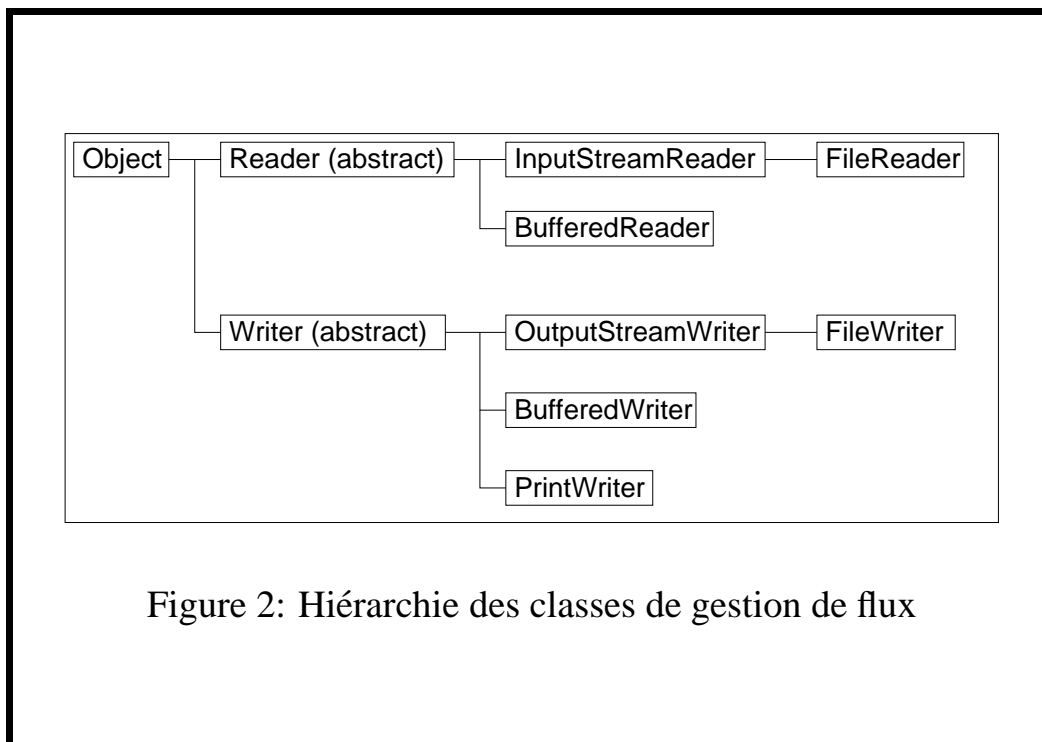 Object Reader (abstract) InputStreamReader FileReader
BufferedReader
Writer (abstract) OutputStreamWriter FileWriter
BufferedWriter
PrintWriter
Figure 2: Hiérarchie des classes de gestion de flux